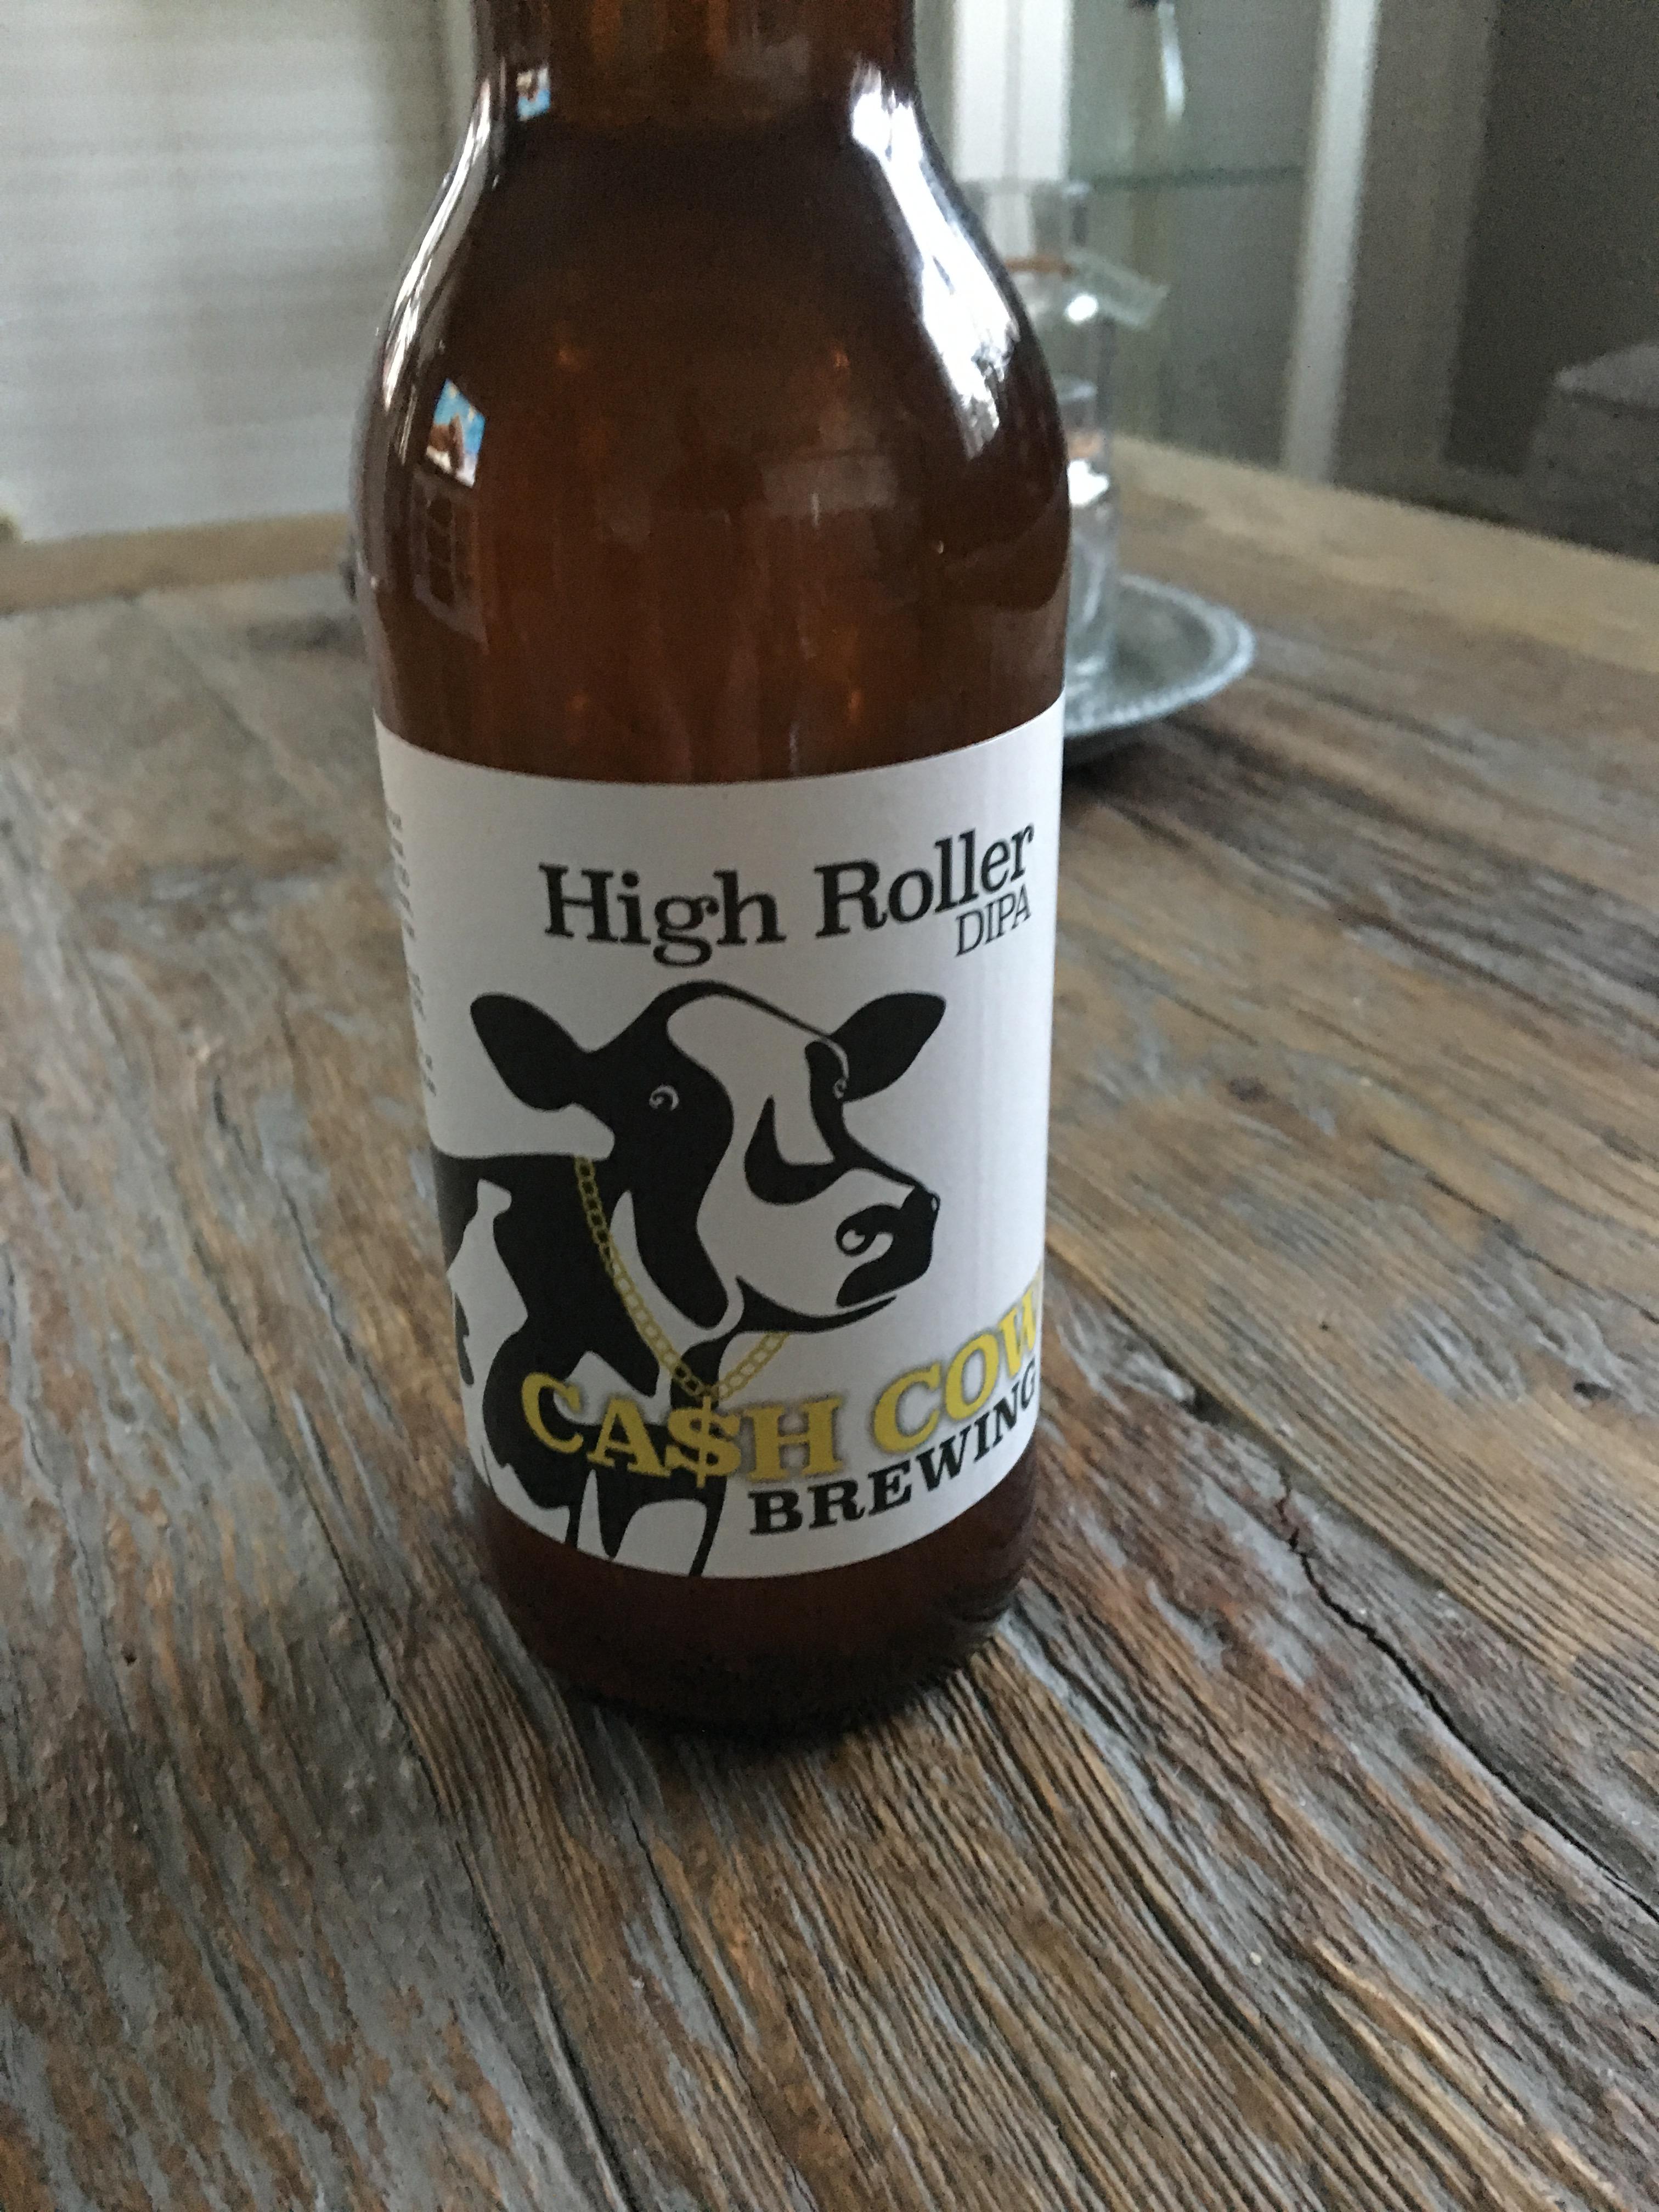 High Roller
DIPA
CA$H COW
BREWING